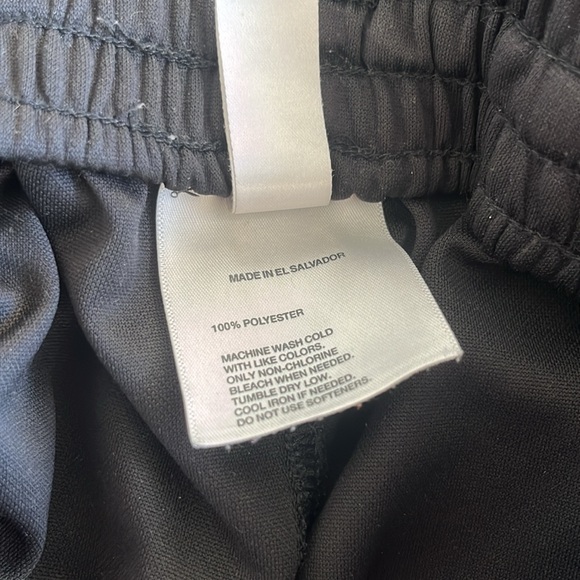 MADE IN EL SALVADOR
100% POLYESTER
MACHINE WASH COLD
WITH LIKE COLORS.
ONLY NON-CHLORINE
BLEACH WHEN NEEDED.
TUMBLE DRY LOW.
COOL IRON IF NEEDED.
DO NOT USE SOFTENERS.